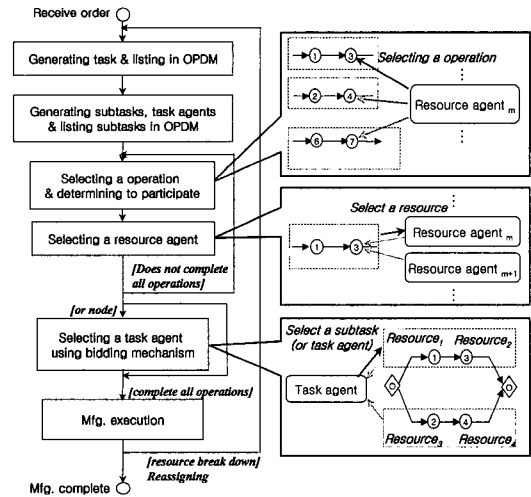 Receive order
Generating task & listing in OPDM
Generating subtasks, task agents
& listing subtasks in OPDM
Selecting a operation
& determining to participate
Selecting a resource agent
[Does not complete
all operations]
[or node]
Selecting a task agent
using bidding mechanism
[complete all operations]
Mfg. execution
[resource break down]
Reassigning
Mfg. complete
Selecting a operation
1 3
2 4
6 7
Resource agent m
Select a resource
1 3
Resource agent m
Resource agent m+1
Select a subtask
(or task agent)
Resource1 Resource2
1 3
Task agent
2 4
Resource3 Resource4